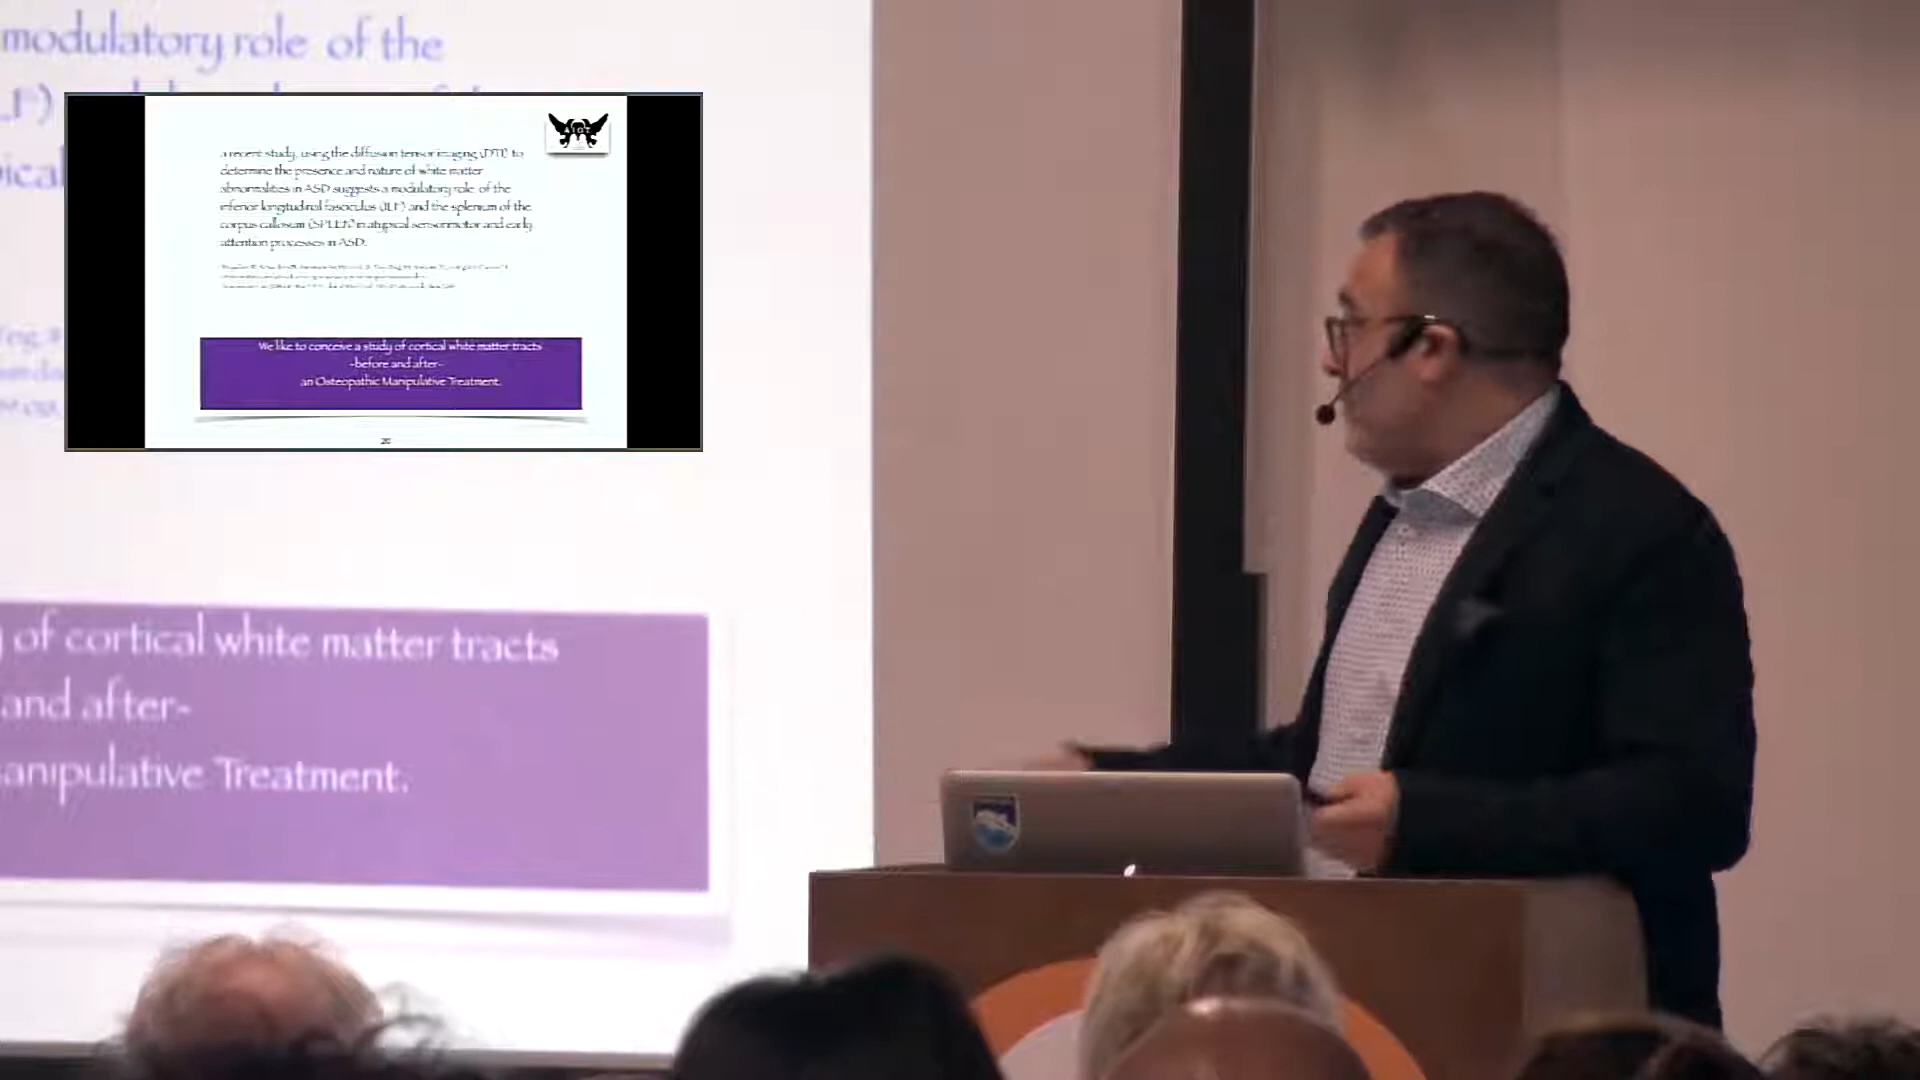 modulatory role of the
AIOT
a recent study, using the diffusion tensor imaging (DTI) to
determine the presence and nature of white matter
abnormalities in ASD suggests a modulatory role of the
inferior longitudinal fasciculus (ILF) and the splenium of the
corpus callosum (SPLEN) in atypical sensorimotor and early
attention processes in ASD.
We like to conceive a study of cortical white matter tracts
-before and after-
an Osteopathic Manipulative Treatment.
20
of cortical white matter tracts
and after-
anipulative Treatment.